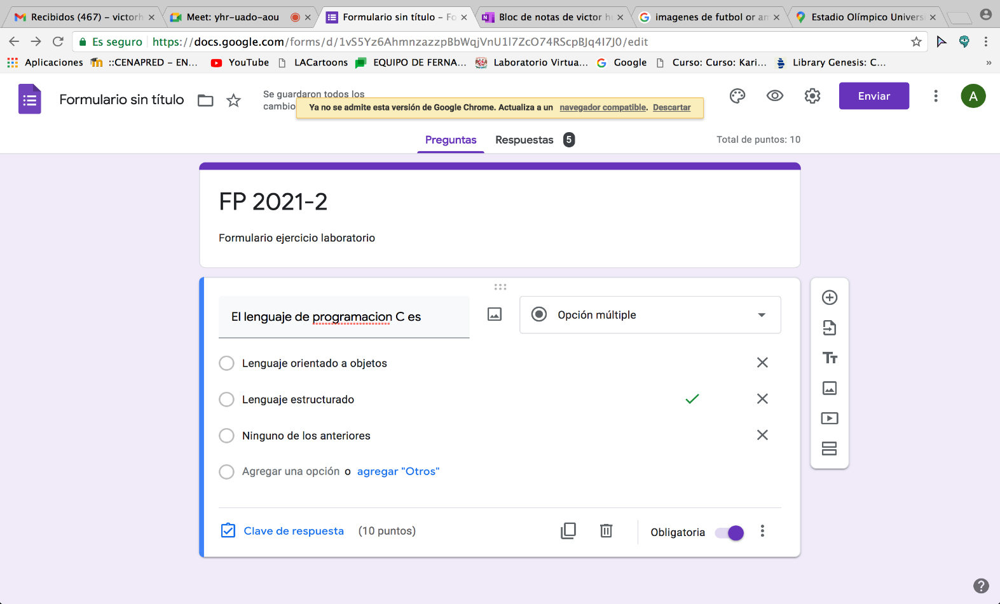 Recibidos (467) – victorh
Meet: yhr-uado-aou
Formulario sin título – Fo
Bloc de notas de victor h
imagenes de futbol or am
Estadio Olímpico Univers
Es seguro
https://docs.google.com/forms/d/1vS5Yz6AhmnzazzpBbWqjVnU1I7ZcO74RScpBJq4I7J0/edit
Aplicaciones
::CENAPRED – EN...
YouTube
LACartoons
EQUIPO DE FERNA...
Laboratorio Virtua...
Google
Curso: Curso: Kari...
Library Genesis: C...
»
Formulario sin título
Se guardaron todos los
cambio
Ya no se admite esta versión de Google Chrome. Actualiza a un navegador compatible. Descartar
Enviar
A
Preguntas
Respuestas 5
Total de puntos: 10
FP 2021-2
Formulario ejercicio laboratorio
El lenguaje de programacion C es
Opción múltiple
Lenguaje orientado a objetos
Lenguaje estructurado
Ninguno de los anteriores
Agregar una opción o agregar "Otros"
Clave de respuesta (10 puntos)
Obligatoria